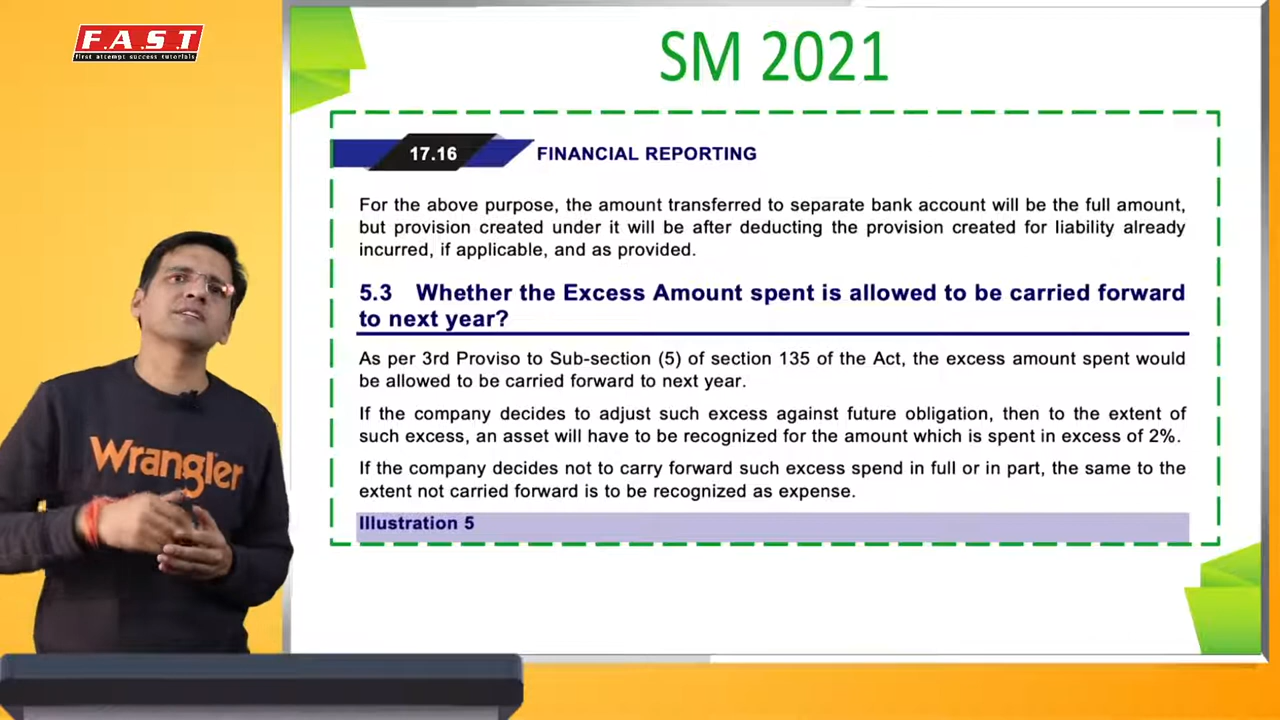 F.A.S.T
first attempt success tutorials
SM 2021
17.16 FINANCIAL REPORTING
For the above purpose, the amount transferred to separate bank account will be the full amount,
but provision created under it will be after deducting the provision created for liability already
incurred, if applicable, and as provided.
5.3 Whether the Excess Amount spent is allowed to be carried forward
to next year?
As per 3rd Proviso to Sub-section (5) of section 135 of the Act, the excess amount spent would
be allowed to be carried forward to next year.
If the company decides to adjust such excess against future obligation, then to the extent of
such excess, an asset will have to be recognized for the amount which is spent in excess of 2%.
If the company decides not to carry forward such excess spend in full or in part, the same to the
extent not carried forward is to be recognized as expense.
Illustration 5
Wrangler